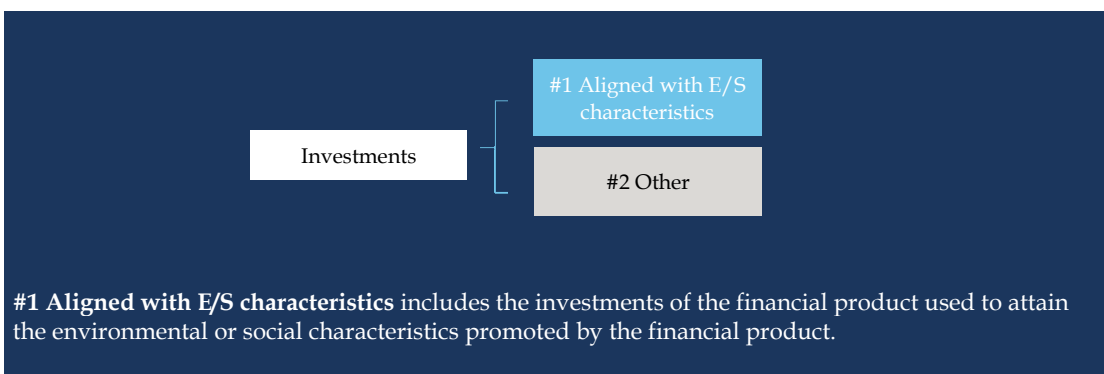 #1 Aligned with E/S
characteristics
Investments
#2 Other
#1 Aligned with E/S characteristics includes the investments of the financial product used to attain
the environmental or social characteristics promoted by the financial product.